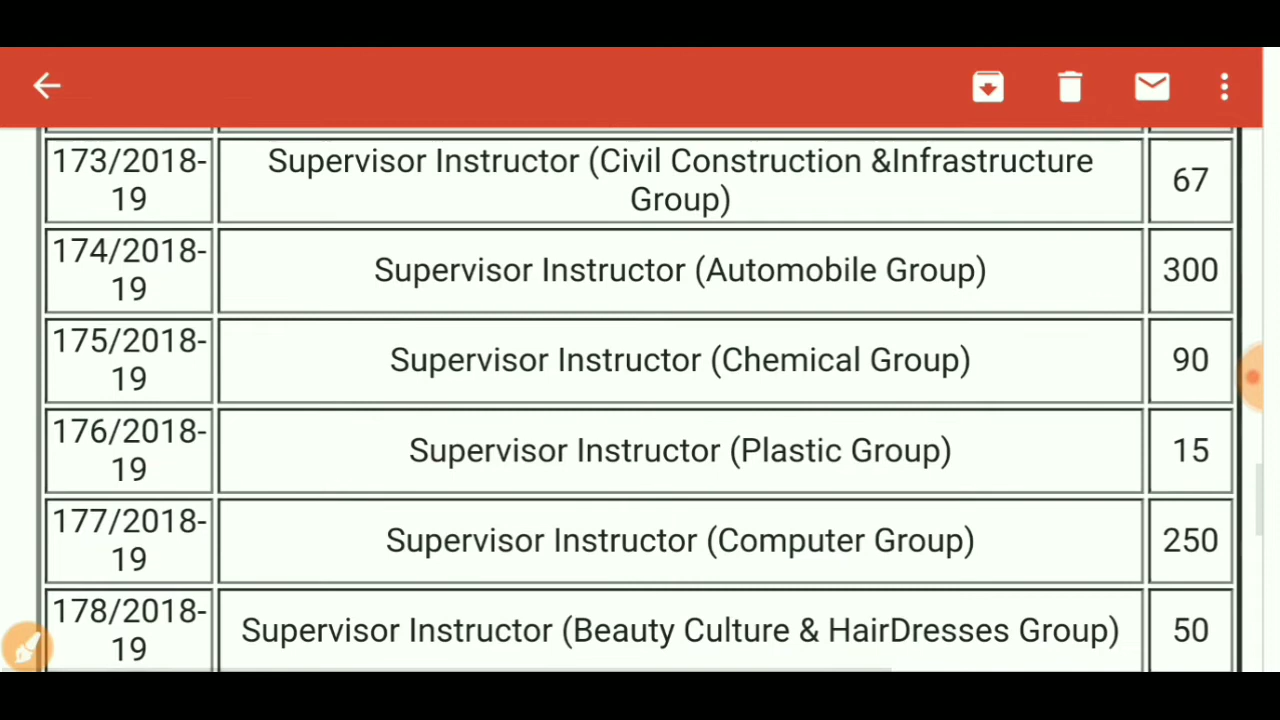 173/2018-
19
Supervisor Instructor (Civil Construction &Infrastructure
Group)
67
174/2018-
19
Supervisor Instructor (Automobile Group)
300
175/2018-
19
Supervisor Instructor (Chemical Group)
90
176/2018-
19
Supervisor Instructor (Plastic Group)
15
177/2018-
19
Supervisor Instructor (Computer Group)
250
178/2018-
19
Supervisor Instructor (Beauty Culture & HairDresses Group)
50